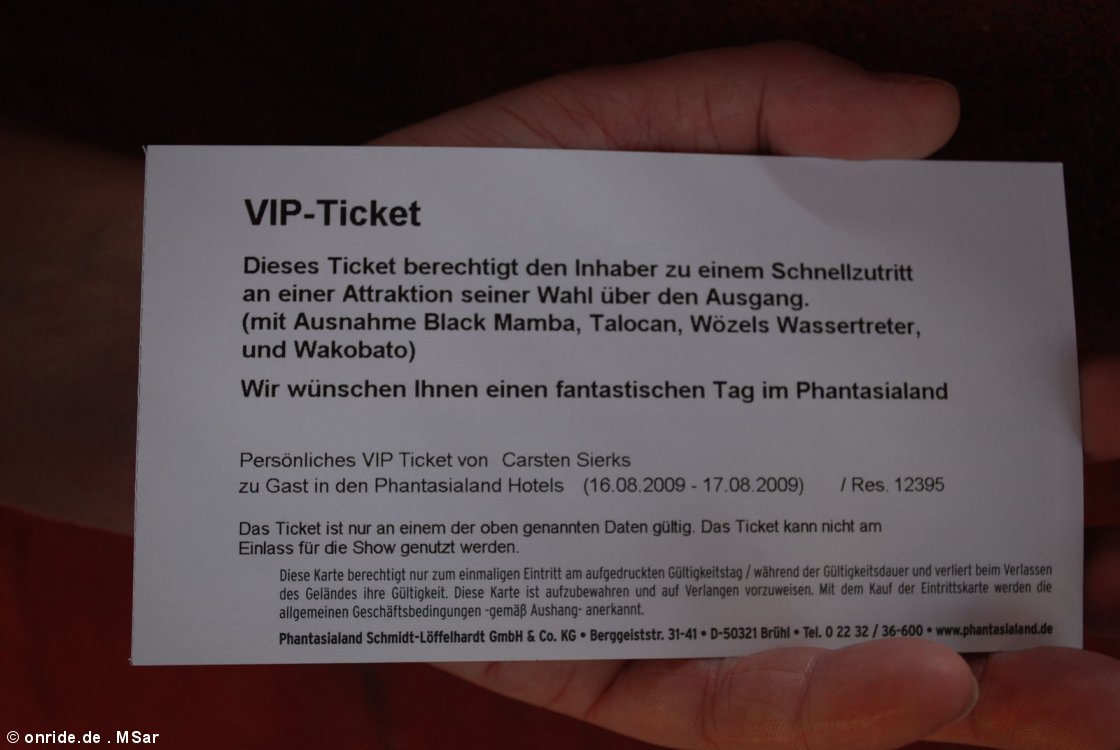 VIP-Ticket
Dieses Ticket berechtigt den Inhaber zu einem Schnellzutritt
an einer Attraktion seiner Wahl über den Ausgang.
(mit Ausnahme Black Mamba, Talocan, Wözels Wassertreter,
und Wakobato)
Wir wünschen Ihnen einen fantastischen Tag im Phantasialand
Persönliches VIP Ticket von Carsten Sierks
zu Gast in den Phantasialand Hotels (16.08.2009 - 17.08.2009) / Res. 12395
Das Ticket ist nur an einem der oben genannten Daten gültig. Das Ticket kann nicht am
Einlass für die Show genutzt werden.
Diese Karte berechtigt nur zum einmaligen Eintritt am aufgedruckten Gültigkeitstag / während der Gültigkeitsdauer und verliert beim Verlassen
des Geländes ihre Gültigkeit. Diese Karte ist aufzubewahren und auf Verlangen vorzuweisen. Mit dem Kauf der Eintrittskarte werden die
allgemeinen Geschäftsbedingungen -gemäß Aushang- anerkannt.
Phantasialand Schmidt-Löffelhardt GmbH & Co. KG • Berggeiststr. 31-41 • D-50321 Brühl • Tel. 0 22 32 / 36-600 • www.phantasialand.de
© onride.de . MSar